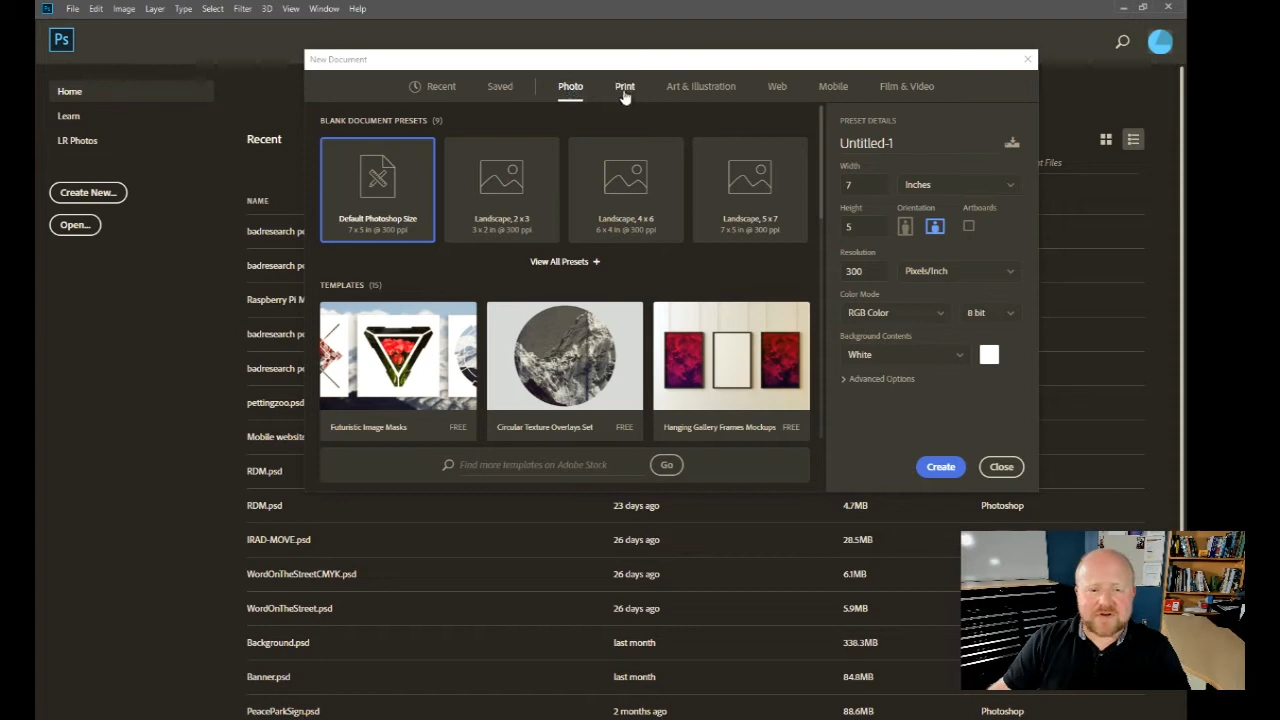 Ps File Edit Image Layer Type Select Filter 3D View Window Help
Ps
New Document
Recent Saved Photo Print Art & Illustration Web Mobile Film & Video
Home
Learn
LR Photos
Create New...
Open...
Recent
NAME
badresearch
badresearch
Raspberry Pi
badresearch
badresearch
pettingzoo.psd
Mobile website
RDM.psd
RDM.psd 23 days ago 4.7MB Photoshop
IRAD-MOVE.psd 26 days ago 28.5MB Photoshop
WordOnTheStreetCMYK.psd 26 days ago 6.1MB
WordOnTheStreet.psd 26 days ago 5.9MB
Background.psd last month 338.3MB
Banner.psd last month 84.8MB
PeaceParkSign.psd 2 months ago 88.6MB Photoshop
BLANK DOCUMENT PRESETS (9)
Default Photoshop Size
7 x 5 in @ 300 ppi
Landscape, 2 x 3
3 x 2 in @ 300 ppi
Landscape, 4 x 6
6 x 4 in @ 300 ppi
Landscape, 5 x 7
7 x 5 in @ 300 ppi
View All Presets +
TEMPLATES (15)
Futuristic Image Masks FREE
Circular Texture Overlays Set FREE
Hanging Gallery Frames Mockups FREE
Find more templates on Adobe Stock Go
PRESET DETAILS
Untitled-1
Width
7 Inches
Height Orientation Artboards
5
Resolution
300 Pixels/Inch
Color Mode
RGB Color 8 bit
Background Contents
White
Advanced Options
Create Close
Files